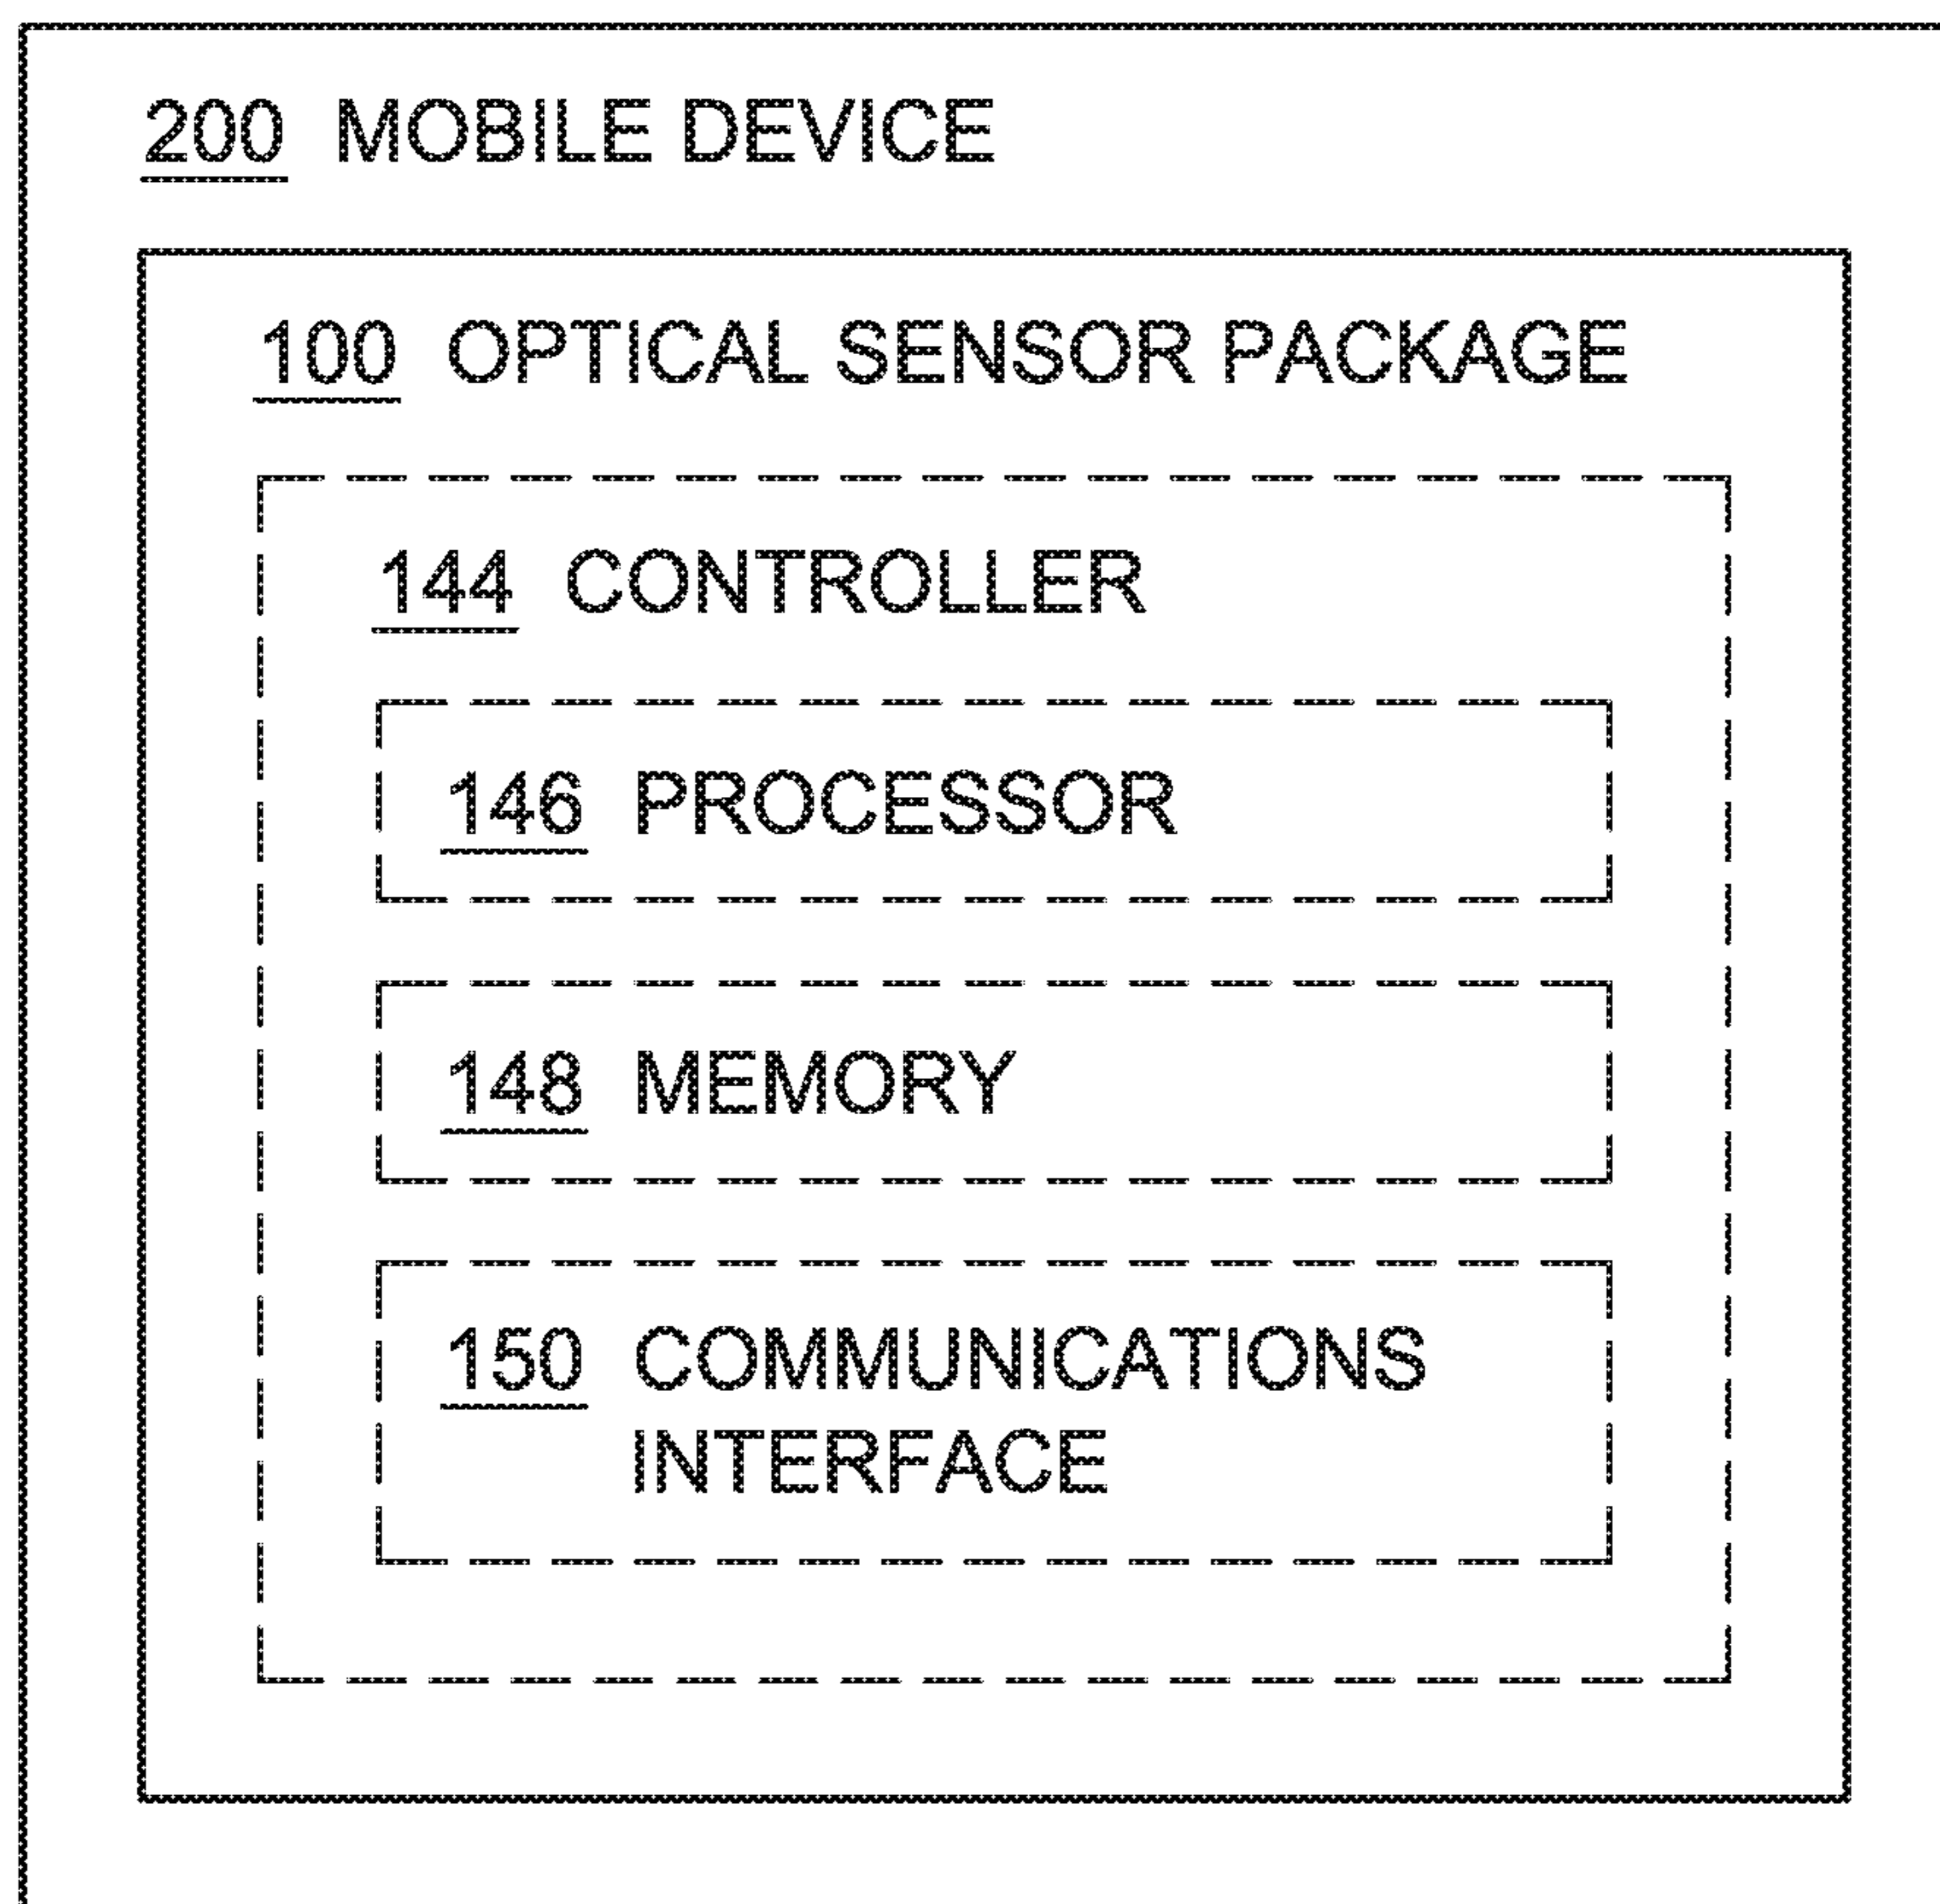 200 MOBILE DEVICE
100 OPTICAL SENSOR PACKAGE
144 CONTROLLER
146 PROCESSOR
148 MEMORY
150 COMMUNICATIONS
INTERFACE